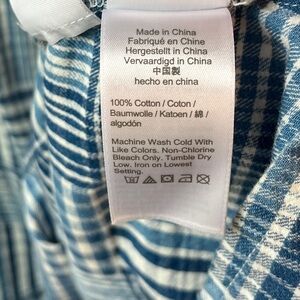 Made in China
Fabriqué en Chine
Hergestellt in China
Vervaardigd in China
中国製
hecho en china
100% Cotton / Coton /
Baumwolle / Katoen / 綿 /
algodón
Machine Wash Cold With
Like Colors. Non-Chlorine
Bleach Only. Tumble Dry
Low. Iron on Lowest
Setting.